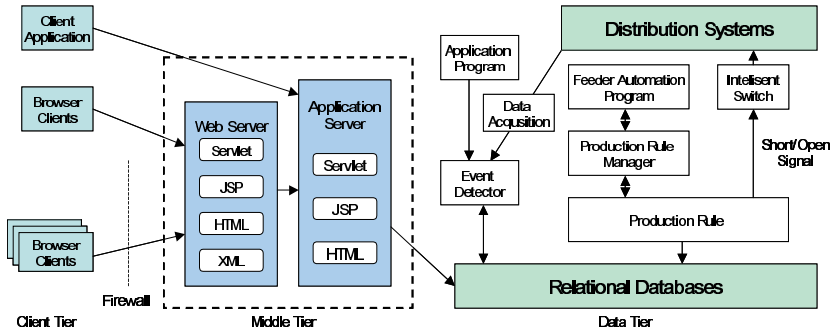 Client
Application
Browser
Clients
Browser
Clients
Client Tier
Firewall
Web Server
Servlet
JSP
HTML
XML
Application
Server
Servlet
JSP
HTML
Middle Tier
Distribution Systems
Application
Program
Data
Acqusition
Event
Detector
Feeder Automation
Program
Production Rule
Manager
Production Rule
Intelisent
Switch
Short/Open
Signal
Relational Databases
Data Tier